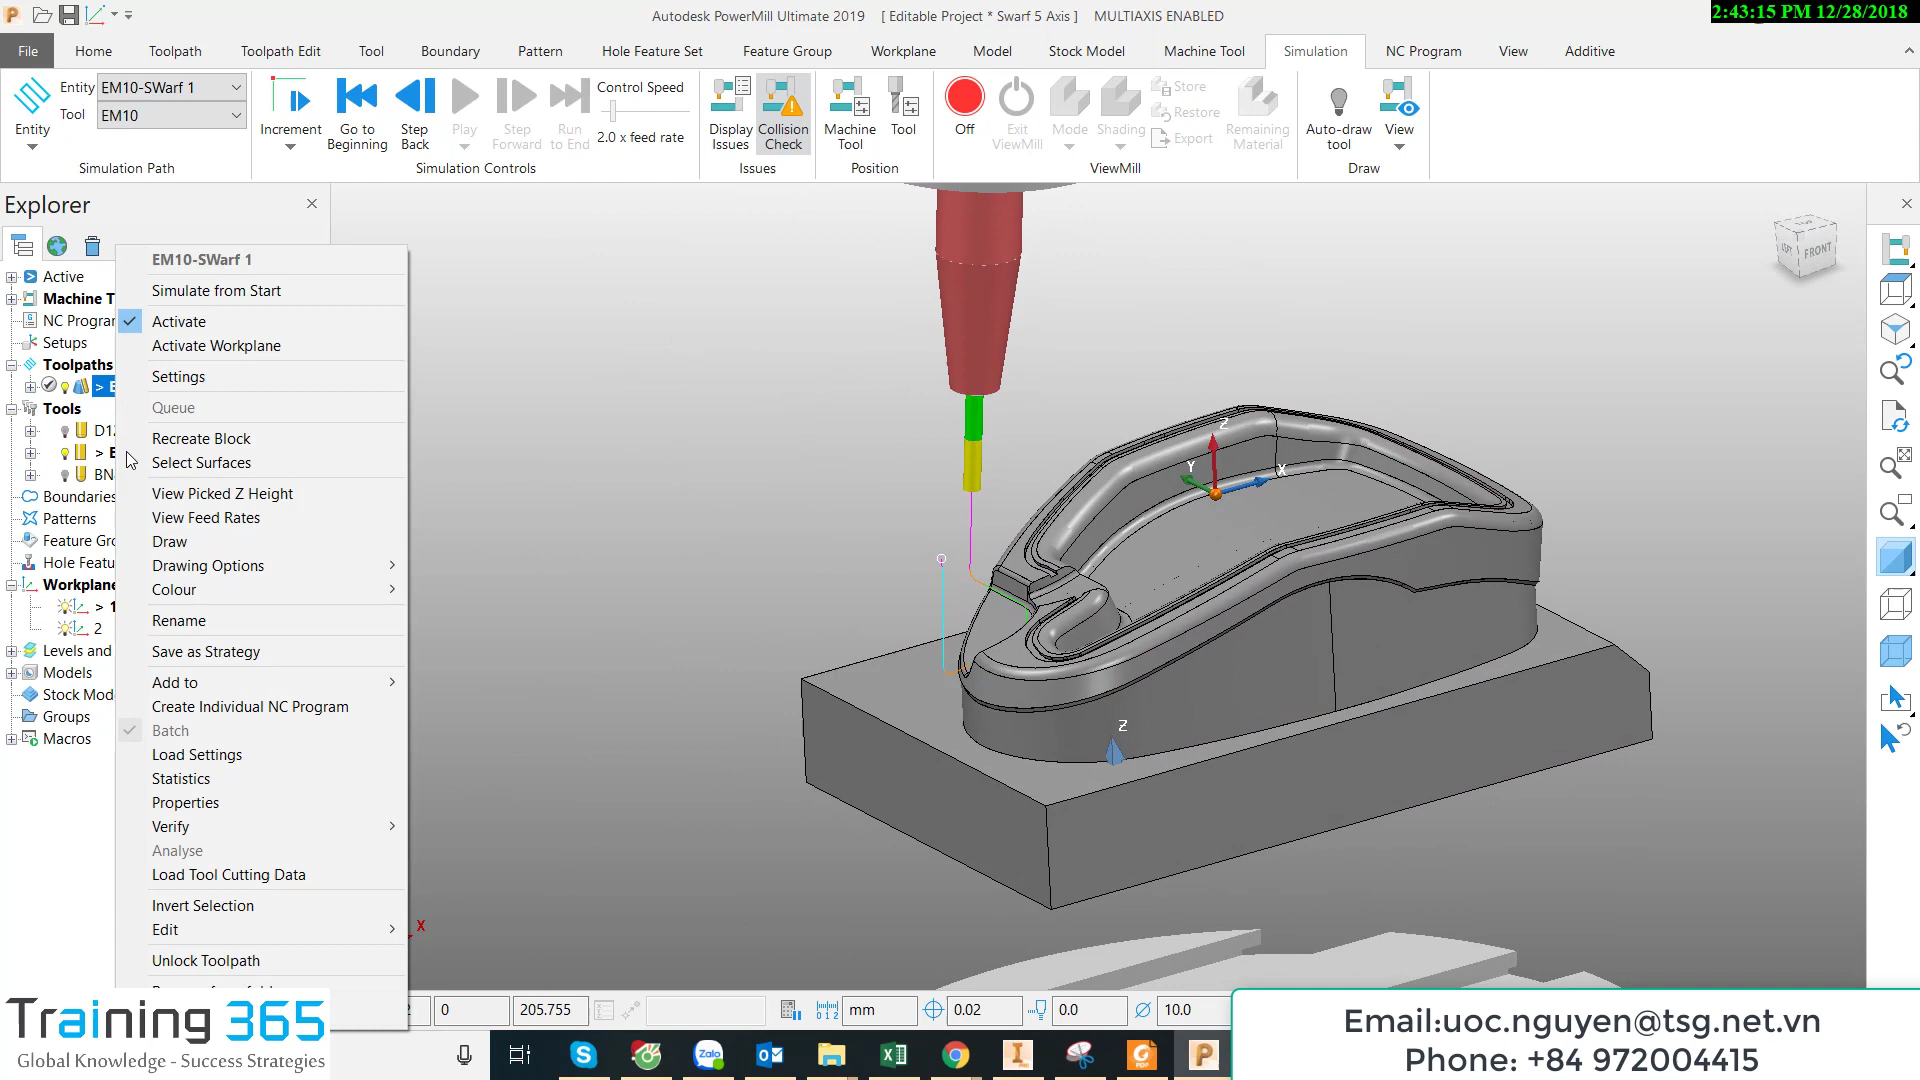 Autodesk PowerMill Ultimate 2019 [ Editable Project * Swarf 5 Axis ] MULTIAXIS ENABLED
2:43:15 PM 12/28/2018
File Home Toolpath Toolpath Edit Tool Boundary Pattern Hole Feature Set Feature Group Workplane Model Stock Model Machine Tool Simulation NC Program View Additive
Entity EM10-SWarf 1
Tool EM10
Entity
Simulation Path
Increment
Go to Beginning
Step Back
Play
Step Forward
Run to End
Control Speed
2.0 x feed rate
Simulation Controls
Display Issues
Collision Check
Issues
Machine Tool
Tool
Position
Off
Exit ViewMill
Mode
Shading
Store
Restore
Export
Remaining Material
ViewMill
Auto-draw tool
View
Draw
Explorer
Active
Machine T
NC Progra
Setups
Toolpaths
> E
Tools
D1
> E
BN
Boundaries
Patterns
Feature Gro
Hole Featu
Workplane
> 1
2
Levels and
Models
Stock Mod
Groups
Macros
EM10-SWarf 1
Simulate from Start
Activate
Activate Workplane
Settings
Queue
Recreate Block
Select Surfaces
View Picked Z Height
View Feed Rates
Draw
Drawing Options
Colour
Rename
Save as Strategy
Add to
Create Individual NC Program
Batch
Load Settings
Statistics
Properties
Verify
Analyse
Load Tool Cutting Data
Invert Selection
Edit
Unlock Toolpath
Z
Y
X
Z
X
LEFT FRONT
0 205.755 mm 0.02 0.0 10.0
Training 365
Global Knowledge - Success Strategies
Zalo
Email:uoc.nguyen@tsg.net.vn
Phone: +84 972004415